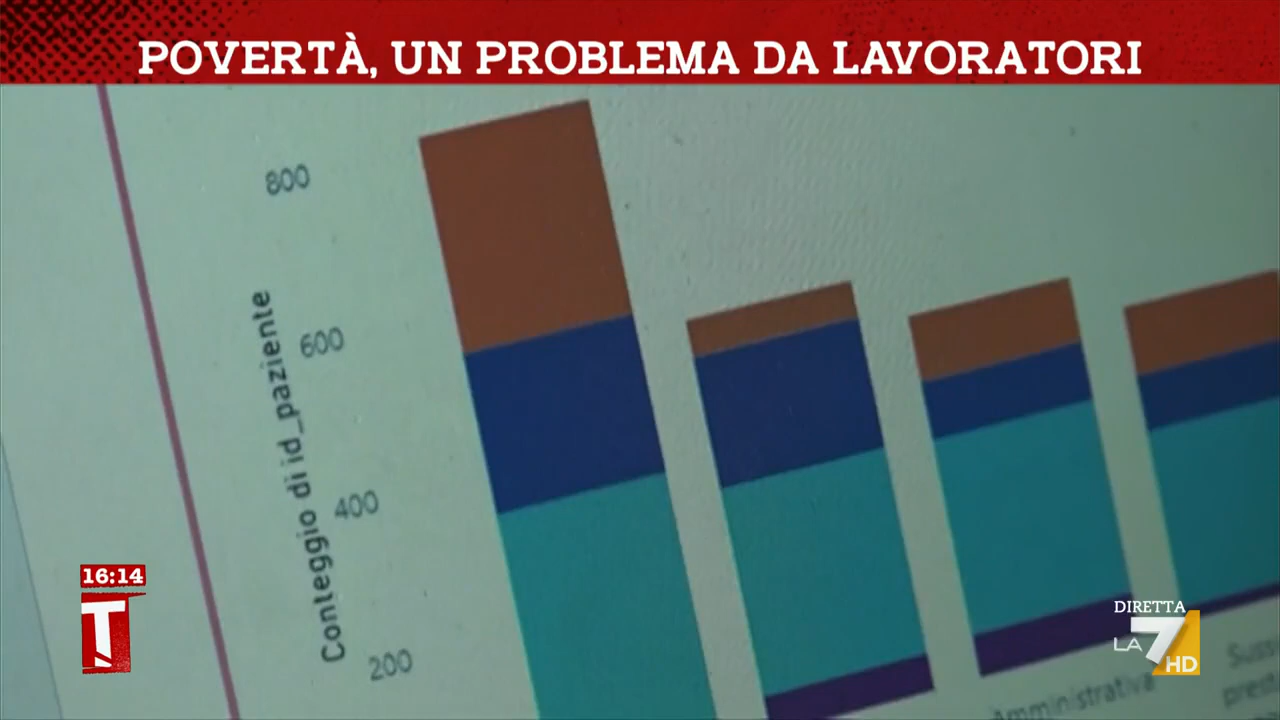 POVERTÀ, UN PROBLEMA DA LAVORATORI
800
600
400
200
Conteggio di id_paziente
Amministrativa
16:14
T
DIRETTA
LA7
HD